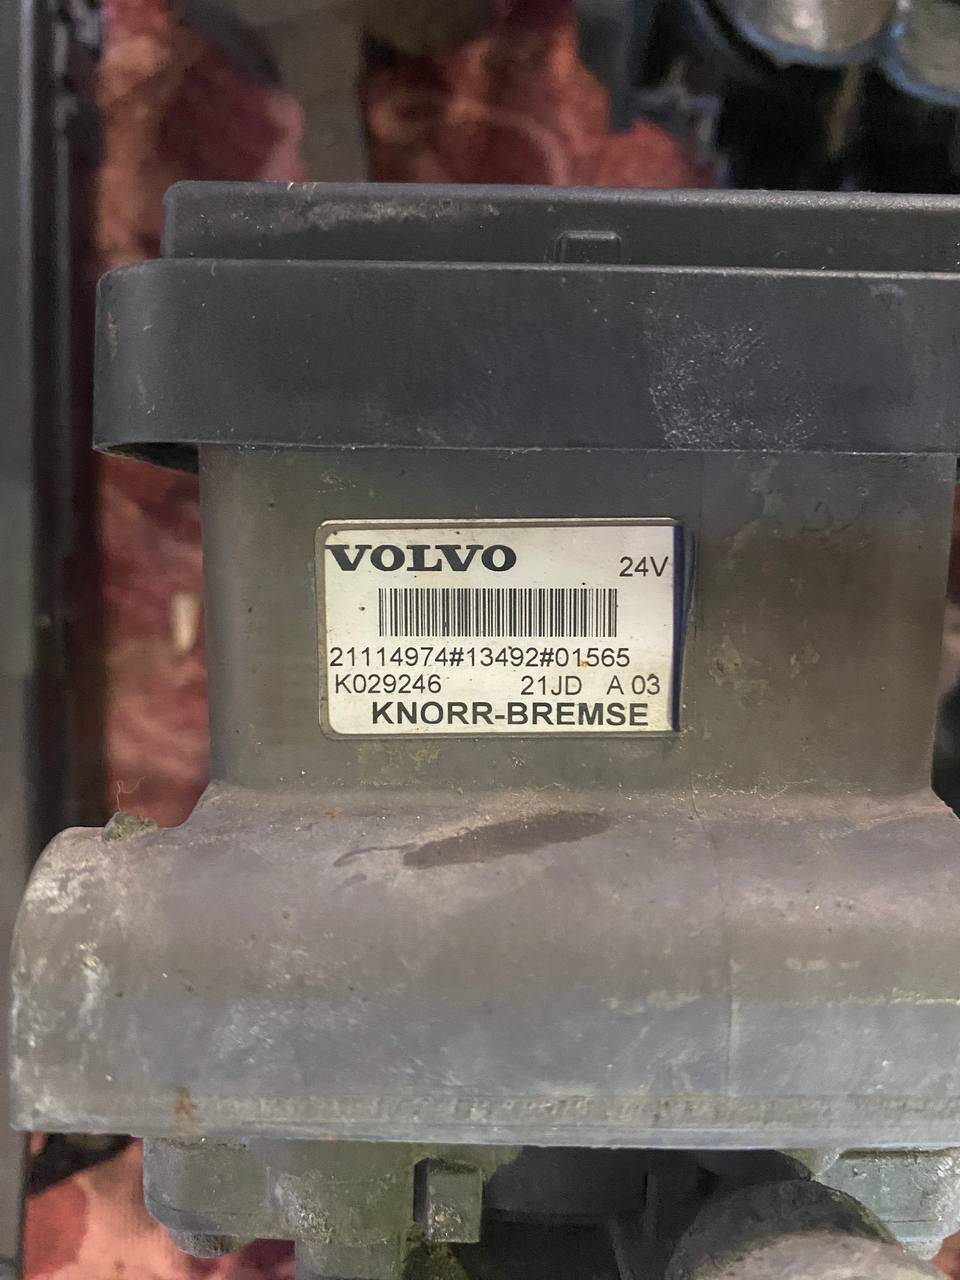 VOLVO 24V
21114974#13492#01565
K029246 21JD A 03
KNORR-BREMSE